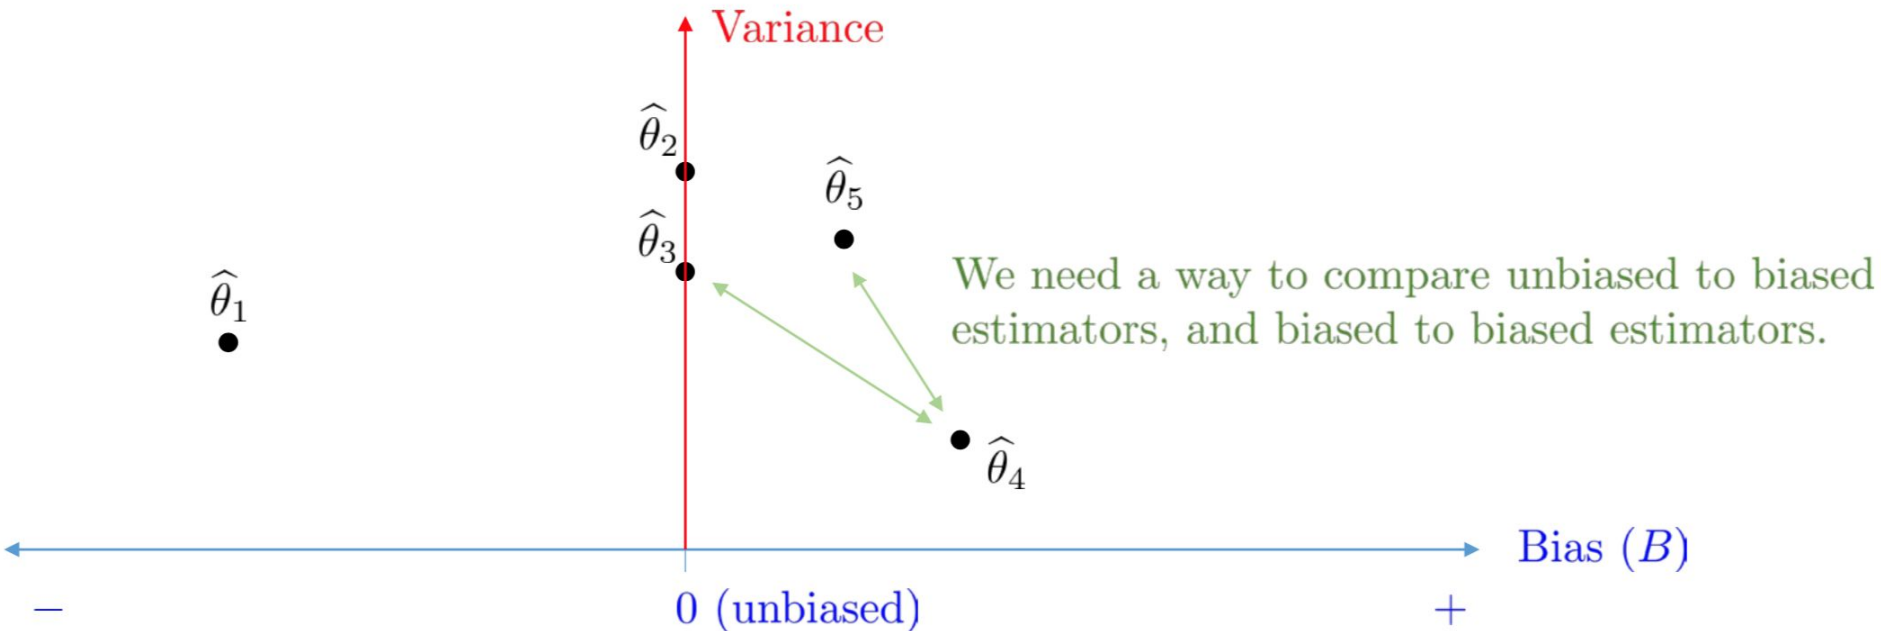 Variance
θ̂₂
θ̂₅
θ̂₃
θ̂₁
We need a way to compare unbiased to biased
estimators, and biased to biased estimators.
θ̂₄
Bias (B)
− 0 (unbiased) +